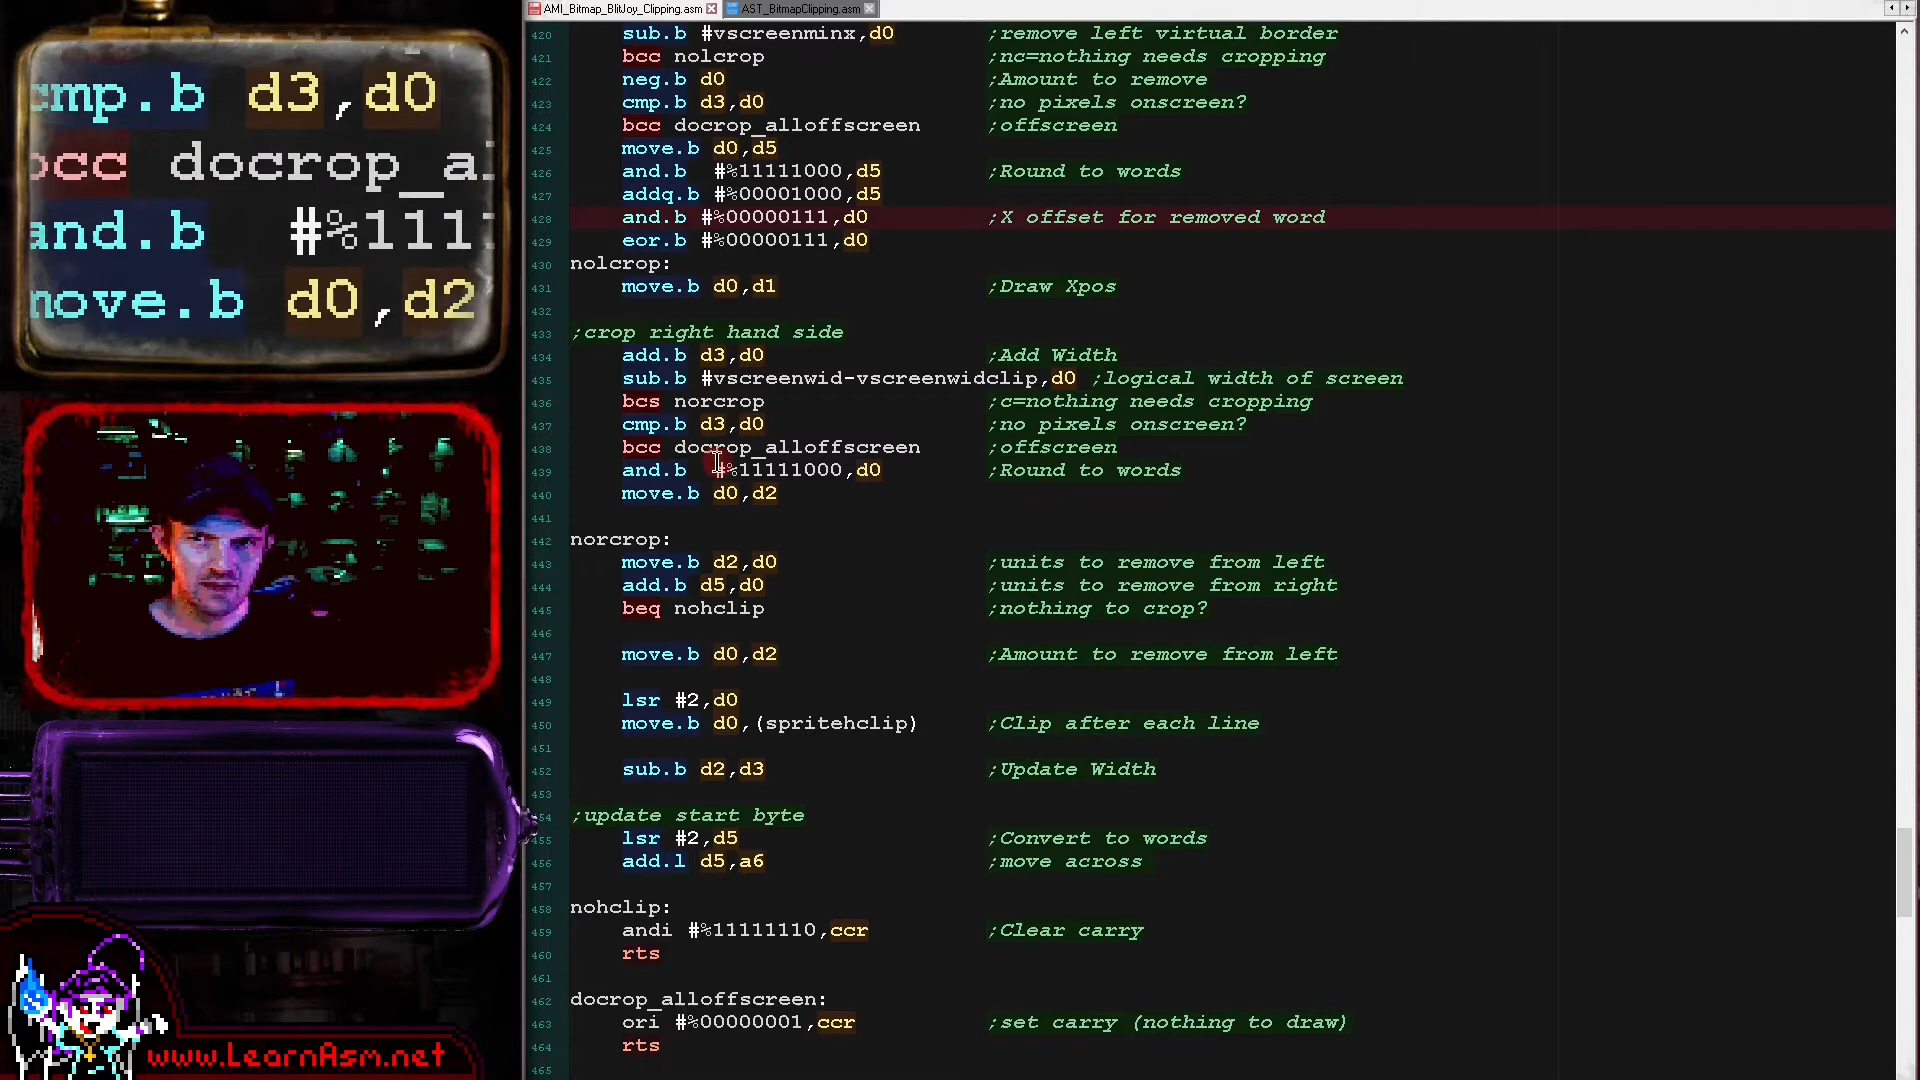 AMI_Bitmap_BlitJoy_Clipping.asm
AST_BitmapClipping.asm
cmp.b d3,d0
bcc docrop_al
and.b #%1111
move.b d0,d2
420 sub.b #vscreenminx,d0 ;remove left virtual border
421 bcc nolcrop ;nc=nothing needs cropping
422 neg.b d0 ;Amount to remove
423 cmp.b d3,d0 ;no pixels onscreen?
424 bcc docrop_alloffscreen ;offscreen
425 move.b d0,d5
426 and.b #%11111000,d5 ;Round to words
427 addq.b #%00001000,d5
428 and.b #%00000111,d0 ;X offset for removed word
429 eor.b #%00000111,d0
430 nolcrop:
431 move.b d0,d1 ;Draw Xpos
432
433 ;crop right hand side
434 add.b d3,d0 ;Add Width
435 sub.b #vscreenwid-vscreenwidclip,d0 ;logical width of screen
436 bcs norcrop ;c=nothing needs cropping
437 cmp.b d3,d0 ;no pixels onscreen?
438 bcc docrop_alloffscreen ;offscreen
439 and.b #%11111000,d0 ;Round to words
440 move.b d0,d2
441
442 norcrop:
443 move.b d2,d0 ;units to remove from left
444 add.b d5,d0 ;units to remove from right
445 beq nohclip ;nothing to crop?
446
447 move.b d0,d2 ;Amount to remove from left
448
449 lsr #2,d0
450 move.b d0,(spritehclip) ;Clip after each line
451
452 sub.b d2,d3 ;Update Width
453
454 ;update start byte
455 lsr #2,d5 ;Convert to words
456 add.l d5,a6 ;move across
457
458 nohclip:
459 andi #%11111110,ccr ;Clear carry
460 rts
461
462 docrop_alloffscreen:
463 ori #%00000001,ccr ;set carry (nothing to draw)
464 rts
465
www.LearnAsm.net